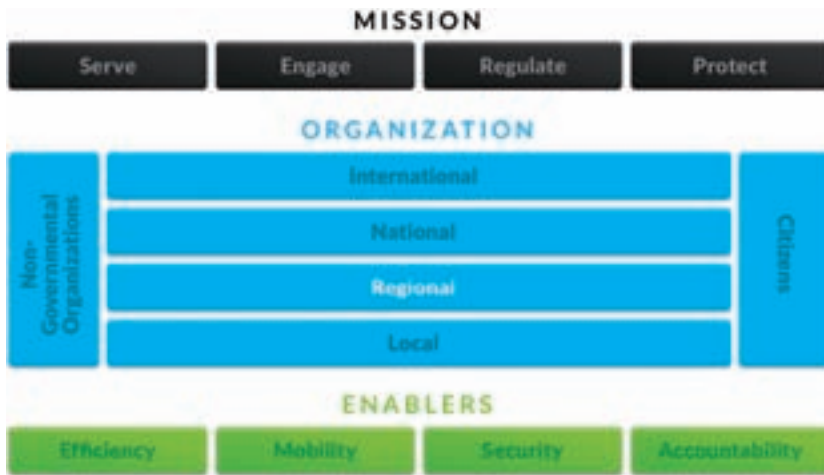 MISSION
Serve
Engage
Regulate
Protect
ORGANIZATION
Non-
Governmental
Organizations
International
National
Regional
Local
Citizens
ENABLERS
Efficiency
Mobility
Security
Accountability